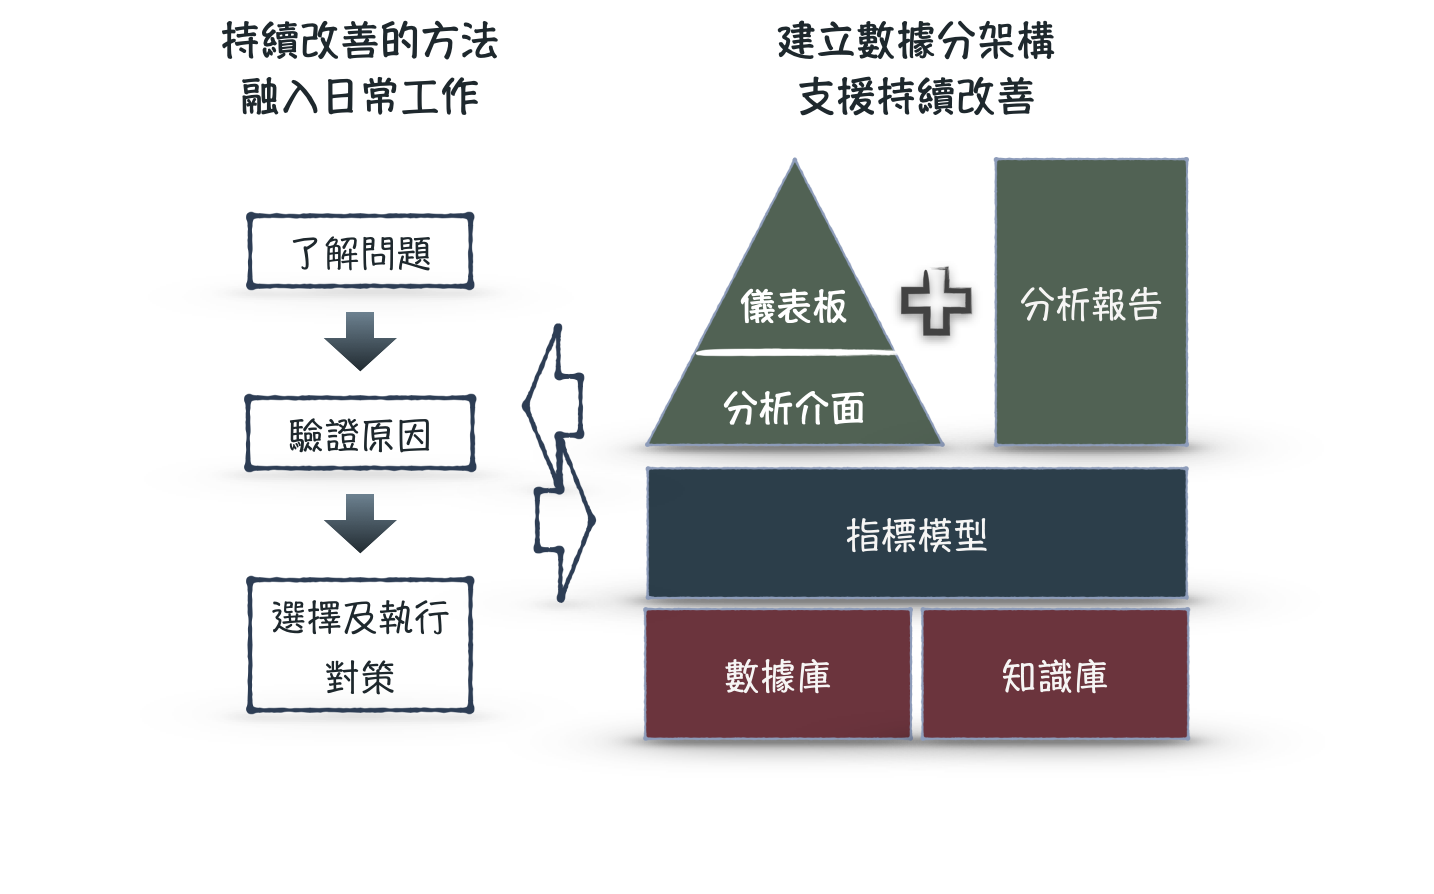 持續改善的方法
融入日常工作
了解問題
驗證原因
選擇及執行
對策
建立數據分架構
支援持續改善
儀表板
分析介面
分析報告
指標模型
數據庫
知識庫